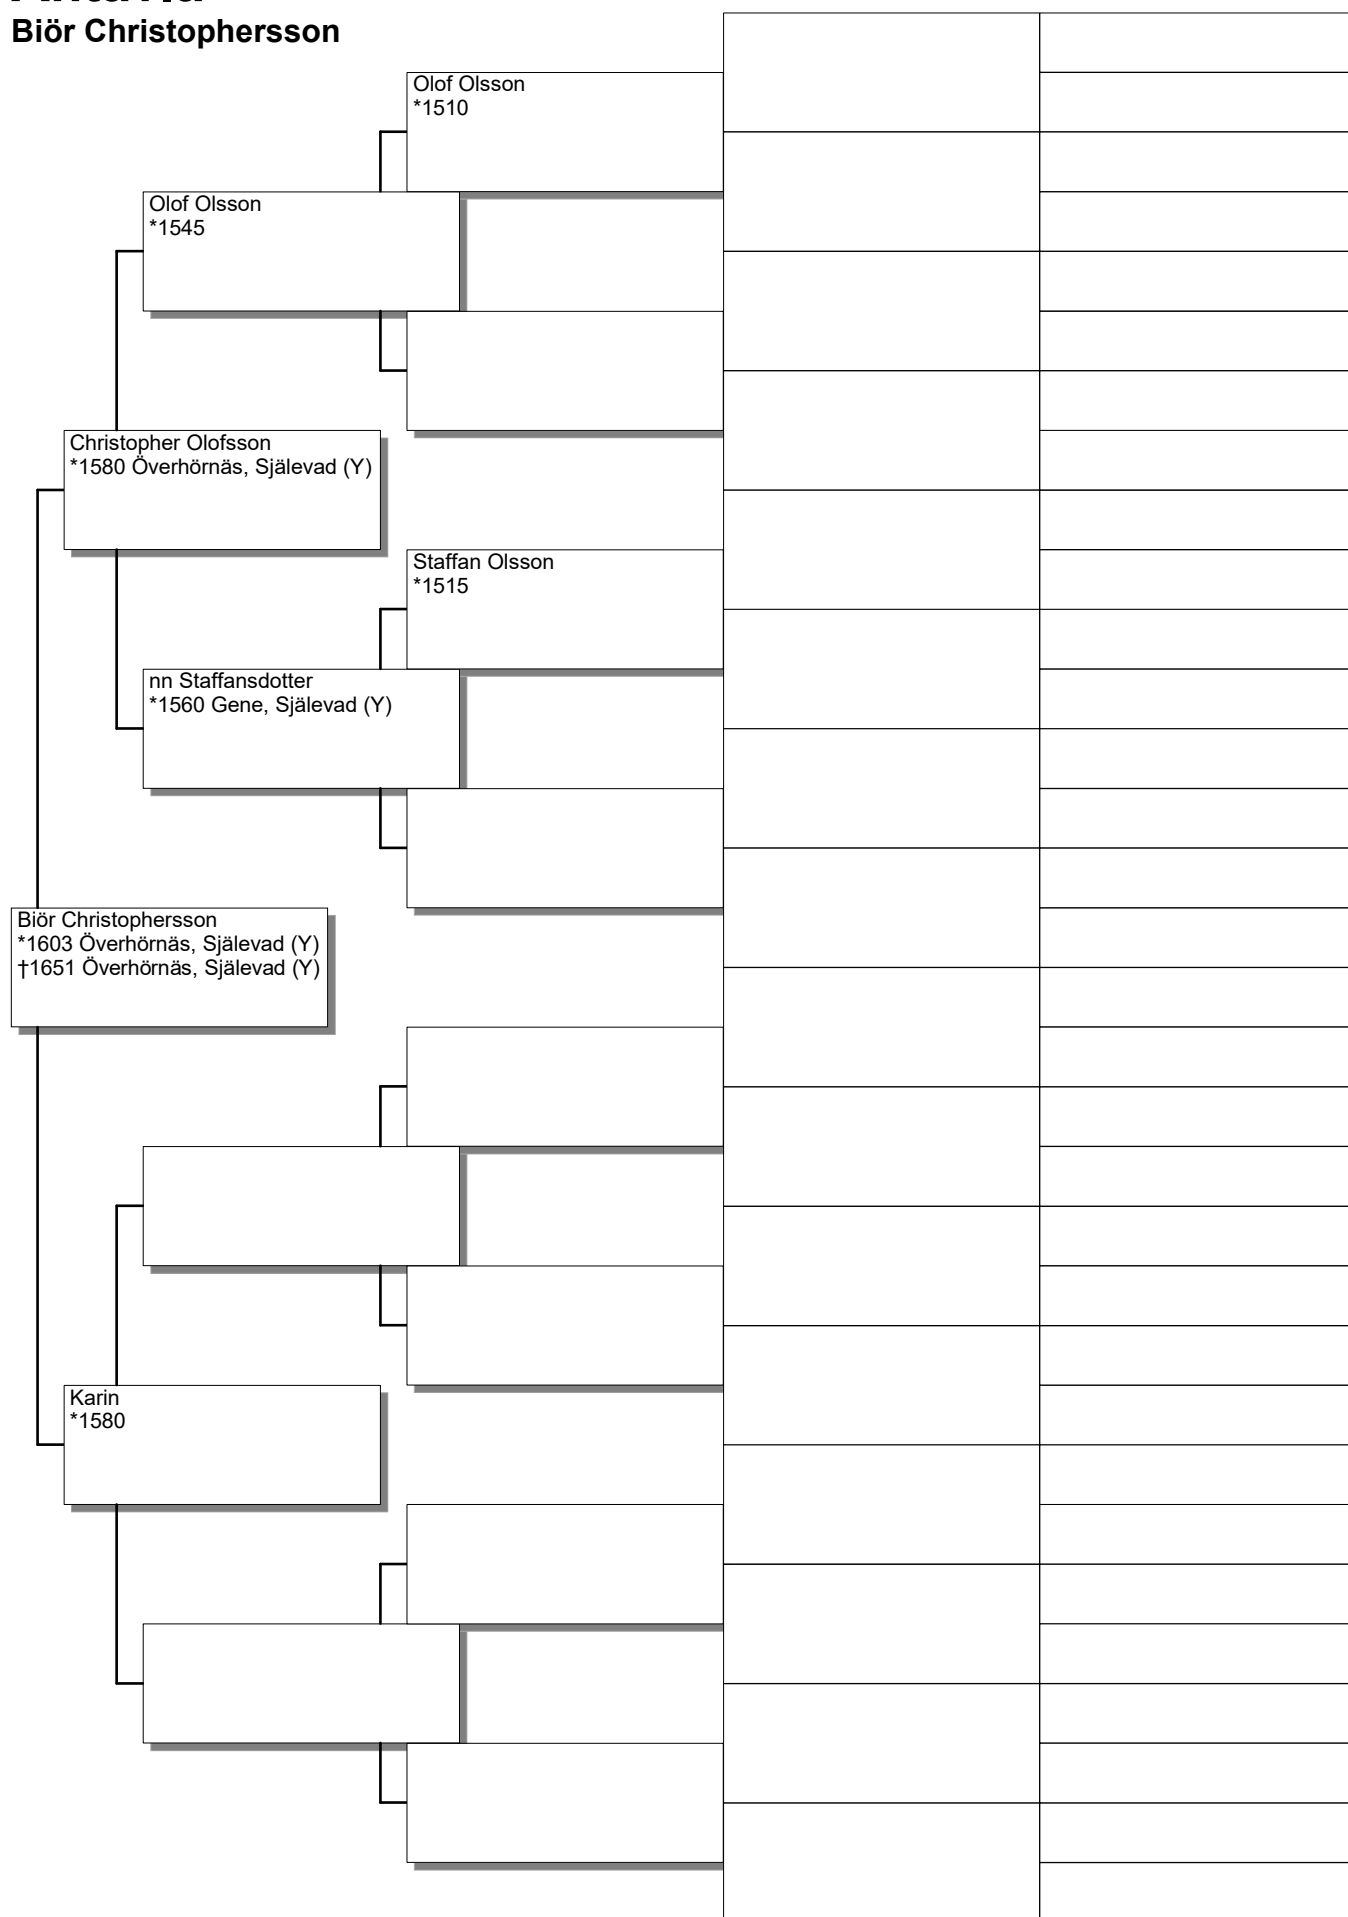 Biör Christophersson
Olof Olsson
*1510
Olof Olsson
*1545
Christopher Olofsson
*1580 Överhörnäs, Själevad (Y)
Staffan Olsson
*1515
nn Staffansdotter
*1560 Gene, Själevad (Y)
Biör Christophersson
*1603 Överhörnäs, Själevad (Y)
†1651 Överhörnäs, Själevad (Y)
Karin
*1580